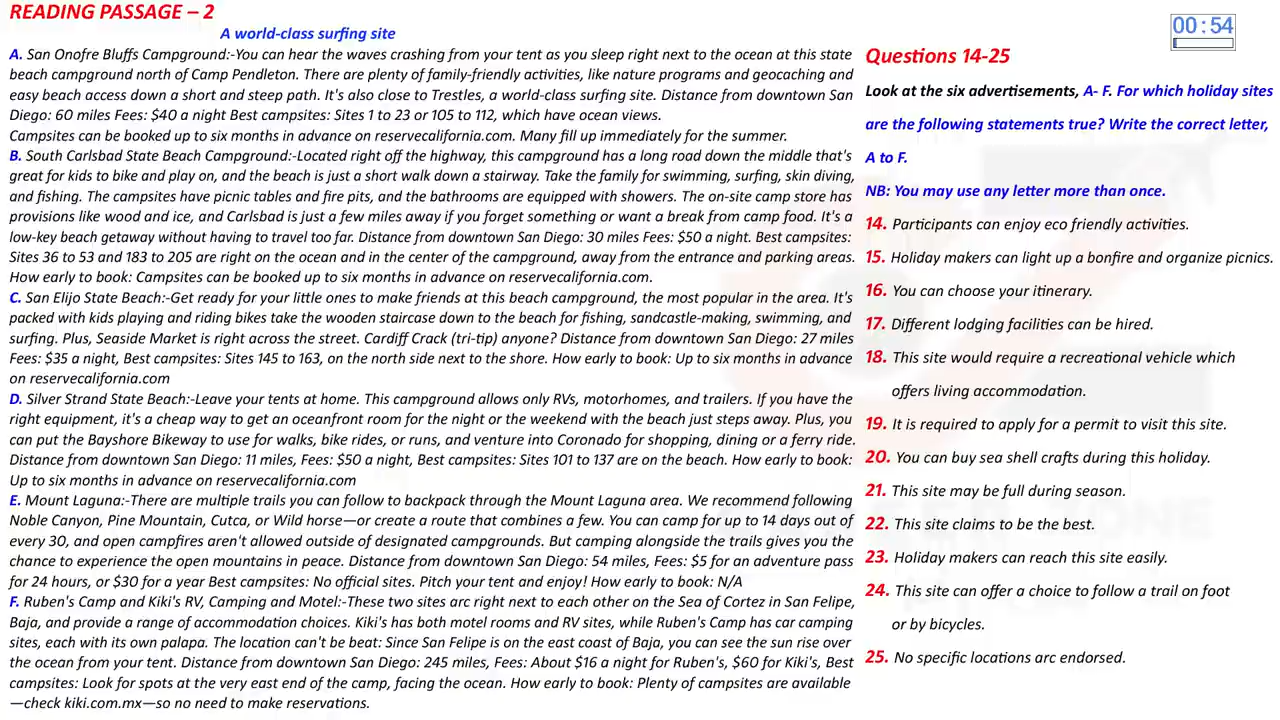 READING PASSAGE – 2
A world-class surfing site
A. San Onofre Bluffs Campground:-You can hear the waves crashing from your tent as you sleep right next to the ocean at this state
beach campground north of Camp Pendleton. There are plenty of family-friendly activities, like nature programs and geocaching and
easy beach access down a short and steep path. It's also close to Trestles, a world-class surfing site. Distance from downtown San
Diego: 60 miles Fees: $40 a night Best campsites: Sites 1 to 23 or 105 to 112, which have ocean views.
Campsites can be booked up to six months in advance on reservecalifornia.com. Many fill up immediately for the summer.
B. South Carlsbad State Beach Campground:-Located right off the highway, this campground has a long road down the middle that's
great for kids to bike and play on, and the beach is just a short walk down a stairway. Take the family for swimming, surfing, skin diving,
and fishing. The campsites have picnic tables and fire pits, and the bathrooms are equipped with showers. The on-site camp store has
provisions like wood and ice, and Carlsbad is just a few miles away if you forget something or want a break from camp food. It's a
low-key beach getaway without having to travel too far. Distance from downtown San Diego: 30 miles Fees: $50 a night. Best campsites:
Sites 36 to 53 and 183 to 205 are right on the ocean and in the center of the campground, away from the entrance and parking areas.
How early to book: Campsites can be booked up to six months in advance on reservecalifornia.com.
C. San Elijo State Beach:-Get ready for your little ones to make friends at this beach campground, the most popular in the area. It's
packed with kids playing and riding bikes take the wooden staircase down to the beach for fishing, sandcastle-making, swimming, and
surfing. Plus, Seaside Market is right across the street. Cardiff Crack (tri-tip) anyone? Distance from downtown San Diego: 27 miles
Fees: $35 a night, Best campsites: Sites 145 to 163, on the north side next to the shore. How early to book: Up to six months in advance
on reservecalifornia.com
D. Silver Strand State Beach:-Leave your tents at home. This campground allows only RVs, motorhomes, and trailers. If you have the
right equipment, it's a cheap way to get an oceanfront room for the night or the weekend with the beach just steps away. Plus, you
can put the Bayshore Bikeway to use for walks, bike rides, or runs, and venture into Coronado for shopping, dining or a ferry ride.
Distance from downtown San Diego: 11 miles, Fees: $50 a night, Best campsites: Sites 101 to 137 are on the beach. How early to book:
Up to six months in advance on reservecalifornia.com
E. Mount Laguna:-There are multiple trails you can follow to backpack through the Mount Laguna area. We recommend following
Noble Canyon, Pine Mountain, Cutca, or Wild horse—or create a route that combines a few. You can camp for up to 14 days out of
every 30, and open campfires aren't allowed outside of designated campgrounds. But camping alongside the trails gives you the
chance to experience the open mountains in peace. Distance from downtown San Diego: 54 miles, Fees: $5 for an adventure pass
for 24 hours, or $30 for a year Best campsites: No official sites. Pitch your tent and enjoy! How early to book: N/A
F. Ruben's Camp and Kiki's RV, Camping and Motel:-These two sites arc right next to each other on the Sea of Cortez in San Felipe,
Baja, and provide a range of accommodation choices. Kiki's has both motel rooms and RV sites, while Ruben's Camp has car camping
sites, each with its own palapa. The location can't be beat: Since San Felipe is on the east coast of Baja, you can see the sun rise over
the ocean from your tent. Distance from downtown San Diego: 245 miles, Fees: About $16 a night for Ruben's, $60 for Kiki's, Best
campsites: Look for spots at the very east end of the camp, facing the ocean. How early to book: Plenty of campsites are available
—check kiki.com.mx—so no need to make reservations.
00:54
Questions 14-25
Look at the six advertisements, A- F. For which holiday sites
are the following statements true? Write the correct letter,
A to F.
NB: You may use any letter more than once.
14. Participants can enjoy eco friendly activities.
15. Holiday makers can light up a bonfire and organize picnics.
16. You can choose your itinerary.
17. Different lodging facilities can be hired.
18. This site would require a recreational vehicle which
offers living accommodation.
19. It is required to apply for a permit to visit this site.
20. You can buy sea shell crafts during this holiday.
21. This site may be full during season.
22. This site claims to be the best.
23. Holiday makers can reach this site easily.
24. This site can offer a choice to follow a trail on foot
or by bicycles.
25. No specific locations arc endorsed.